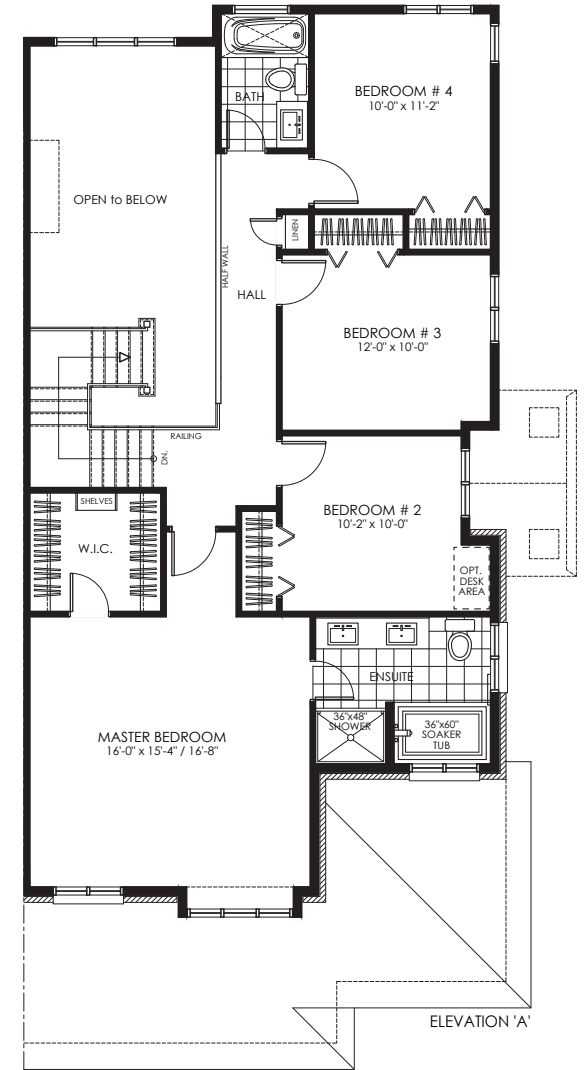 BATH
BEDROOM # 4
10'-0" x 11'-2"
OPEN to BELOW
LINEN
HALF WALL
HALL
BEDROOM # 3
12'-0" x 10'-0"
RAILING
DN.
SHELVES
W.I.C.
BEDROOM # 2
10'-2" x 10'-0"
OPT.
DESK
AREA
ENSUITE
MASTER BEDROOM
16'-0" x 15'-4" / 16'-8"
36"x48"
SHOWER
36"x60"
SOAKER
TUB
ELEVATION 'A'